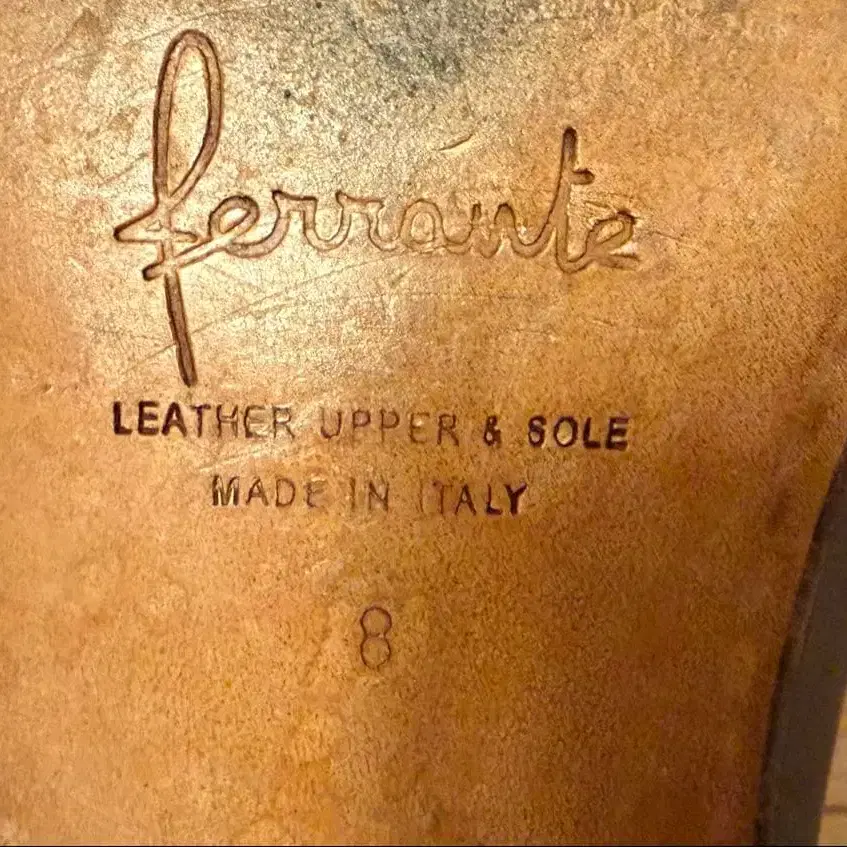 ferrante
LEATHER UPPER & SOLE
MADE IN ITALY
8